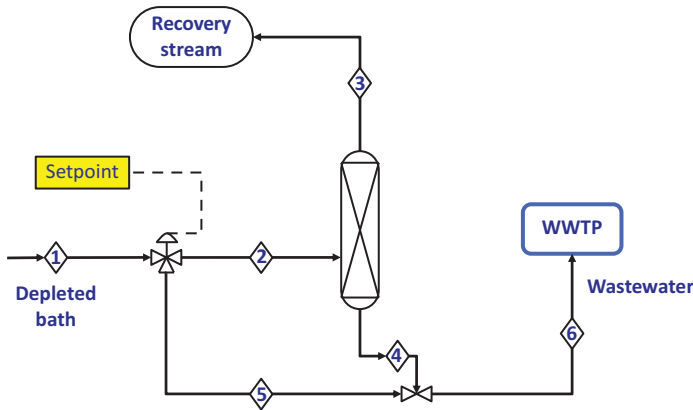 Recovery
stream
3
Setpoint
WWTP
1
2
Depleted
bath
Wastewater
6
4
5